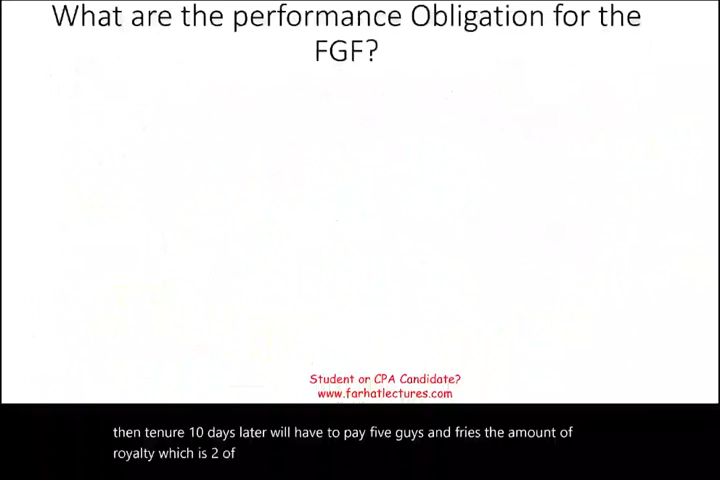 What are the performance Obligation for the
FGF?
Student or CPA Candidate?
www.farhatlectures.com
then tenure 10 days later will have to pay five guys and fries the amount of
royalty which is 2 of